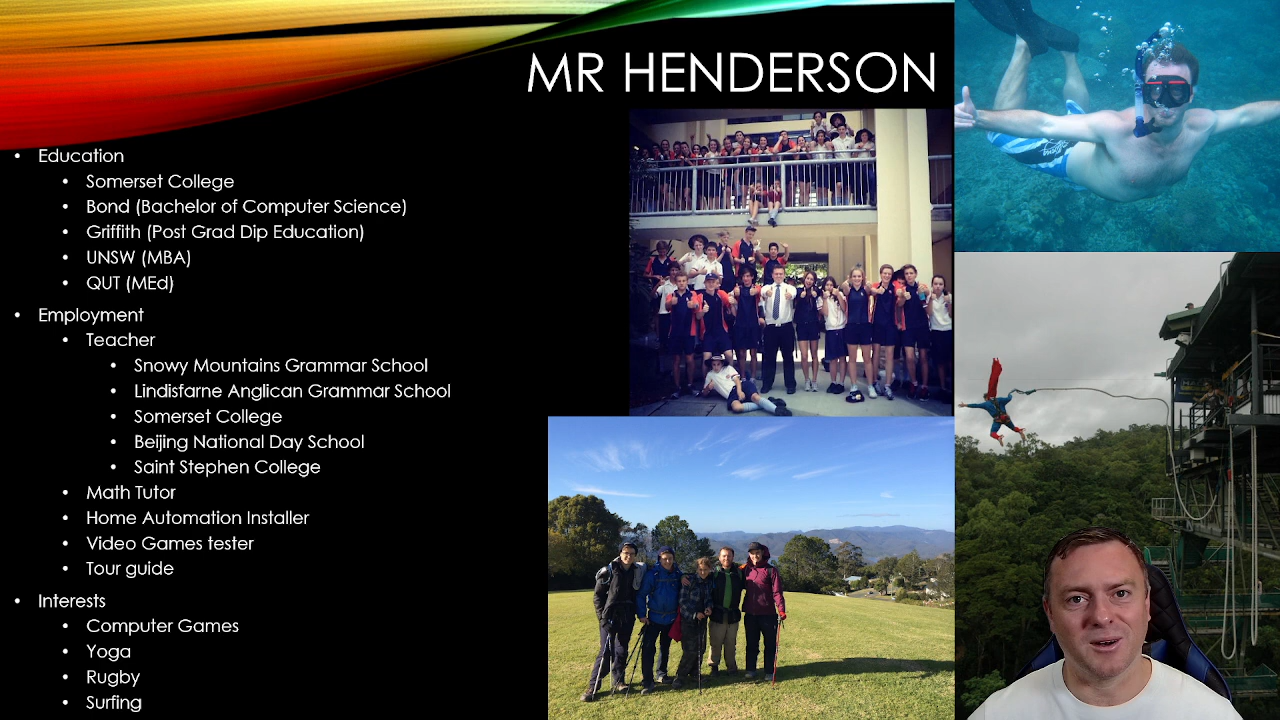 MR HENDERSON
• Education
• Somerset College
• Bond (Bachelor of Computer Science)
• Griffith (Post Grad Dip Education)
• UNSW (MBA)
• QUT (MEd)
• Employment
• Teacher
• Snowy Mountains Grammar School
• Lindisfarne Anglican Grammar School
• Somerset College
• Beijing National Day School
• Saint Stephen College
• Math Tutor
• Home Automation Installer
• Video Games tester
• Tour guide
• Interests
• Computer Games
• Yoga
• Rugby
• Surfing